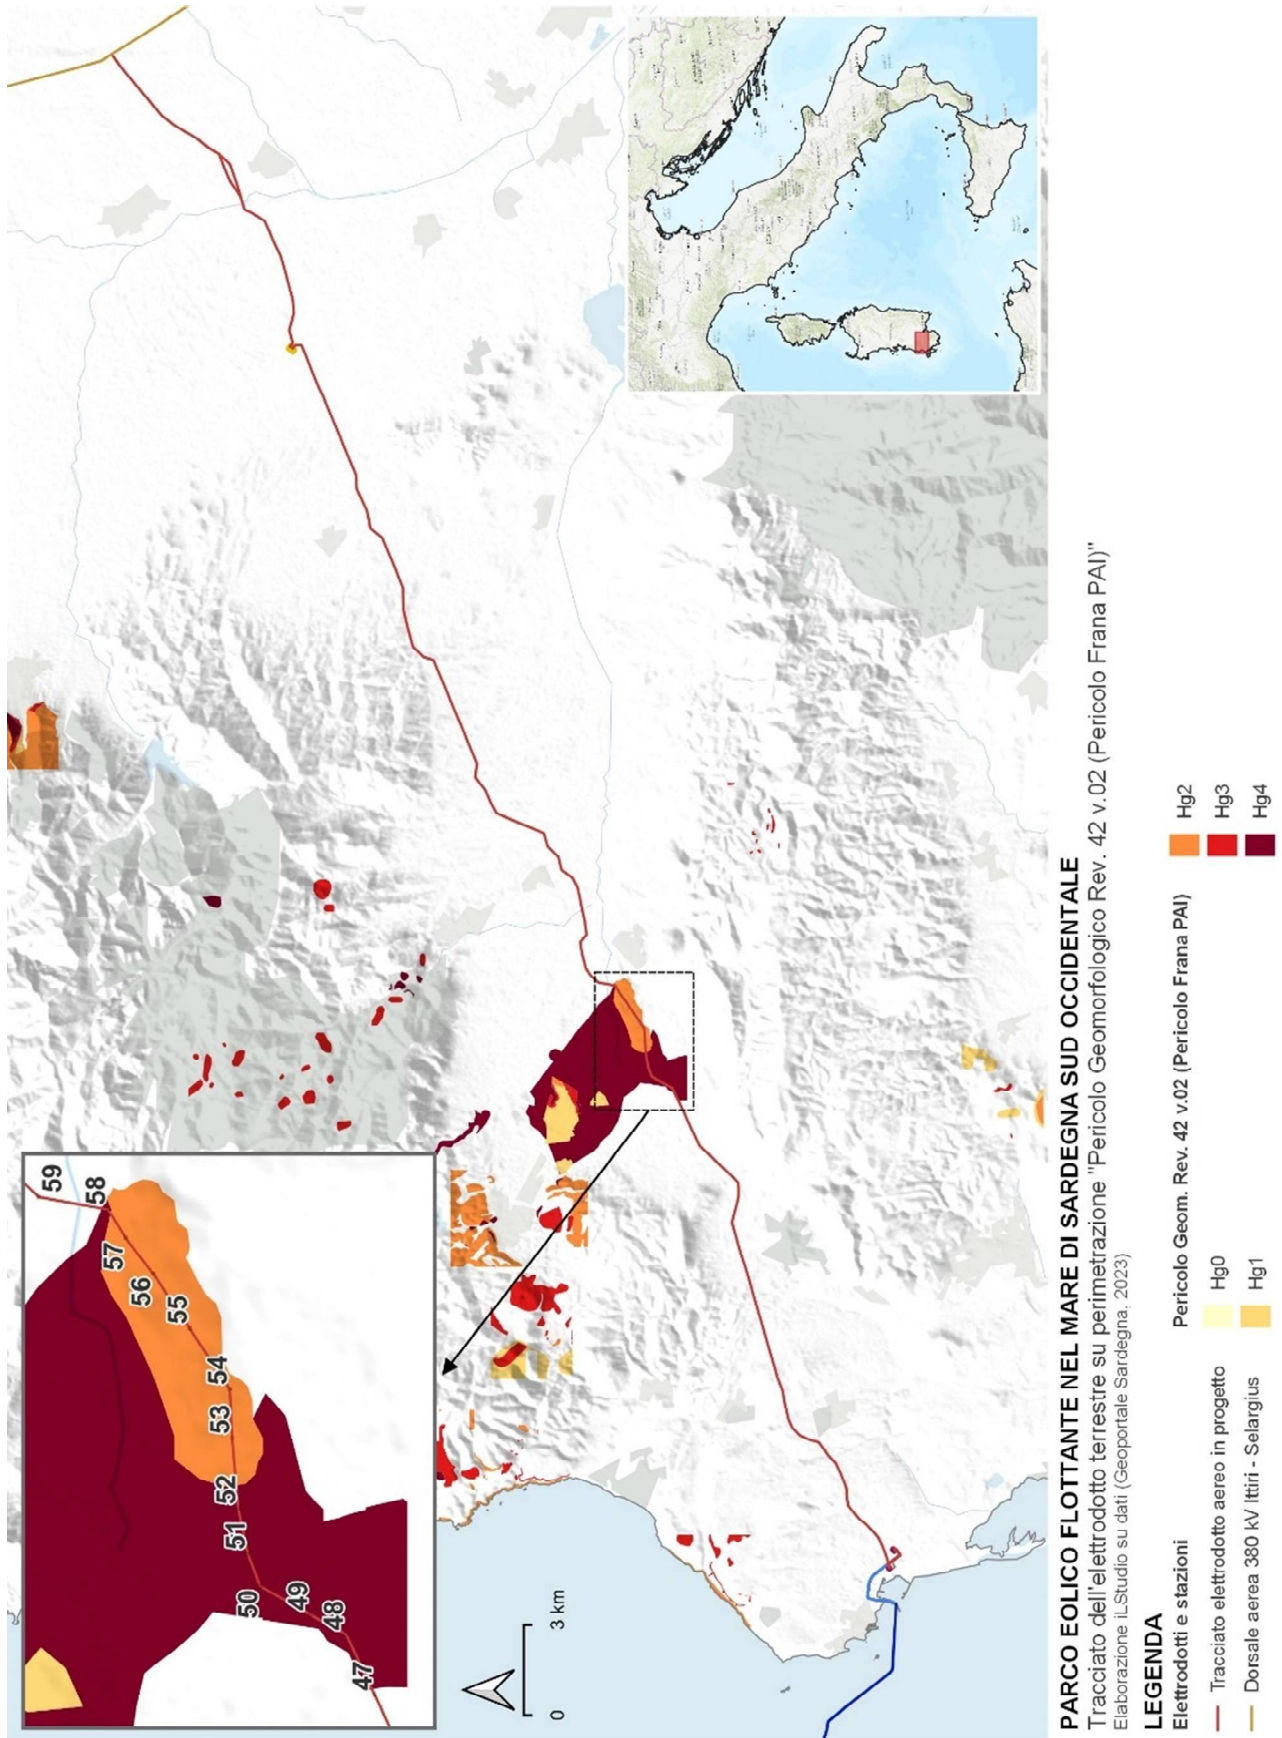 59
58
57
56
55
54
53
52
51
50
49
48
47
0 3 km
PARCO EOLICO FLOTTANTE NEL MARE DI SARDEGNA SUD OCCIDENTALE
Tracciato dell'elettrodotto terrestre su perimetrazione "Pericolo Geomorfologico Rev. 42 v.02 (Pericolo Frana PAI)"
Elaborazione iLStudio su dati (Geoportale Sardegna, 2023)
LEGENDA
Elettrodotti e stazioni
Tracciato elettrodotto aereo in progetto
Dorsale aerea 380 kV Ittiri - Selargius
Pericolo Geom. Rev. 42 v.02 (Pericolo Frana PAI)
Hg0
Hg1
Hg2
Hg3
Hg4